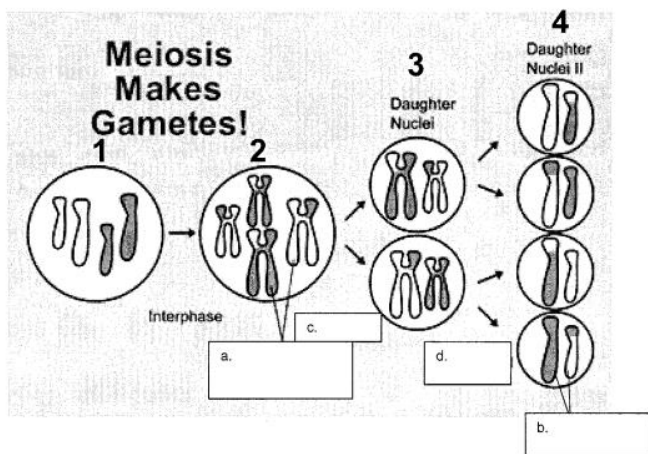 Meiosis
Makes
Gametes!
1
2
3
Daughter
Nuclei
4
Daughter
Nuclei II
Interphase
c.
a.
d.
b.